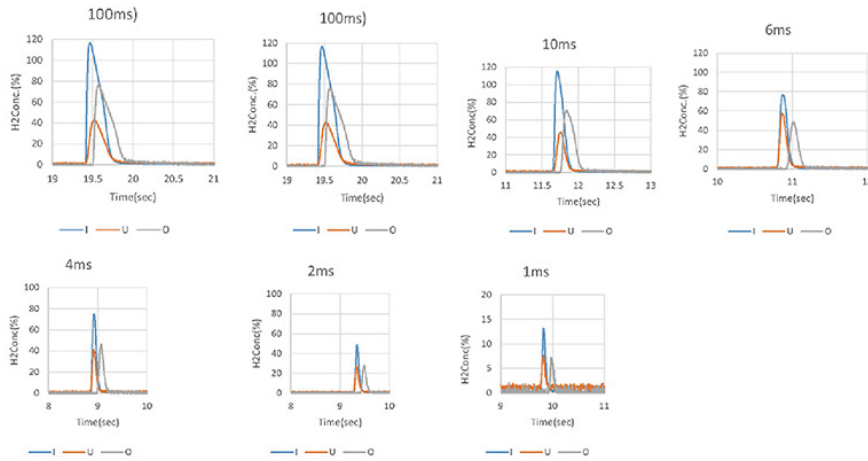 100ms)
120
100
80
60
40
20
0
H2Conc.(%)
19 19.5 20 20.5 21
Time(sec)
I U O
100ms)
120
100
80
60
40
20
0
H2Conc.(%)
19 19.5 20 20.5 21
Time(sec)
I U O
10ms
120
100
80
60
40
20
0
H2Conc(%)
11 11.5 12 12.5 13
Time(sec)
I U O
6ms
120
100
80
60
40
20
0
H2Conc.(%)
10 11
Time(sec)
I U O
4ms
100
80
60
40
20
0
H2Conc(%)
8 9 10
Time(sec)
I U O
2ms
100
80
60
40
20
0
H2Conc(%)
8 9 10
Time(sec)
I U O
1ms
20
15
10
5
0
H2Conc(%)
9 10 11
Time(sec)
I U O